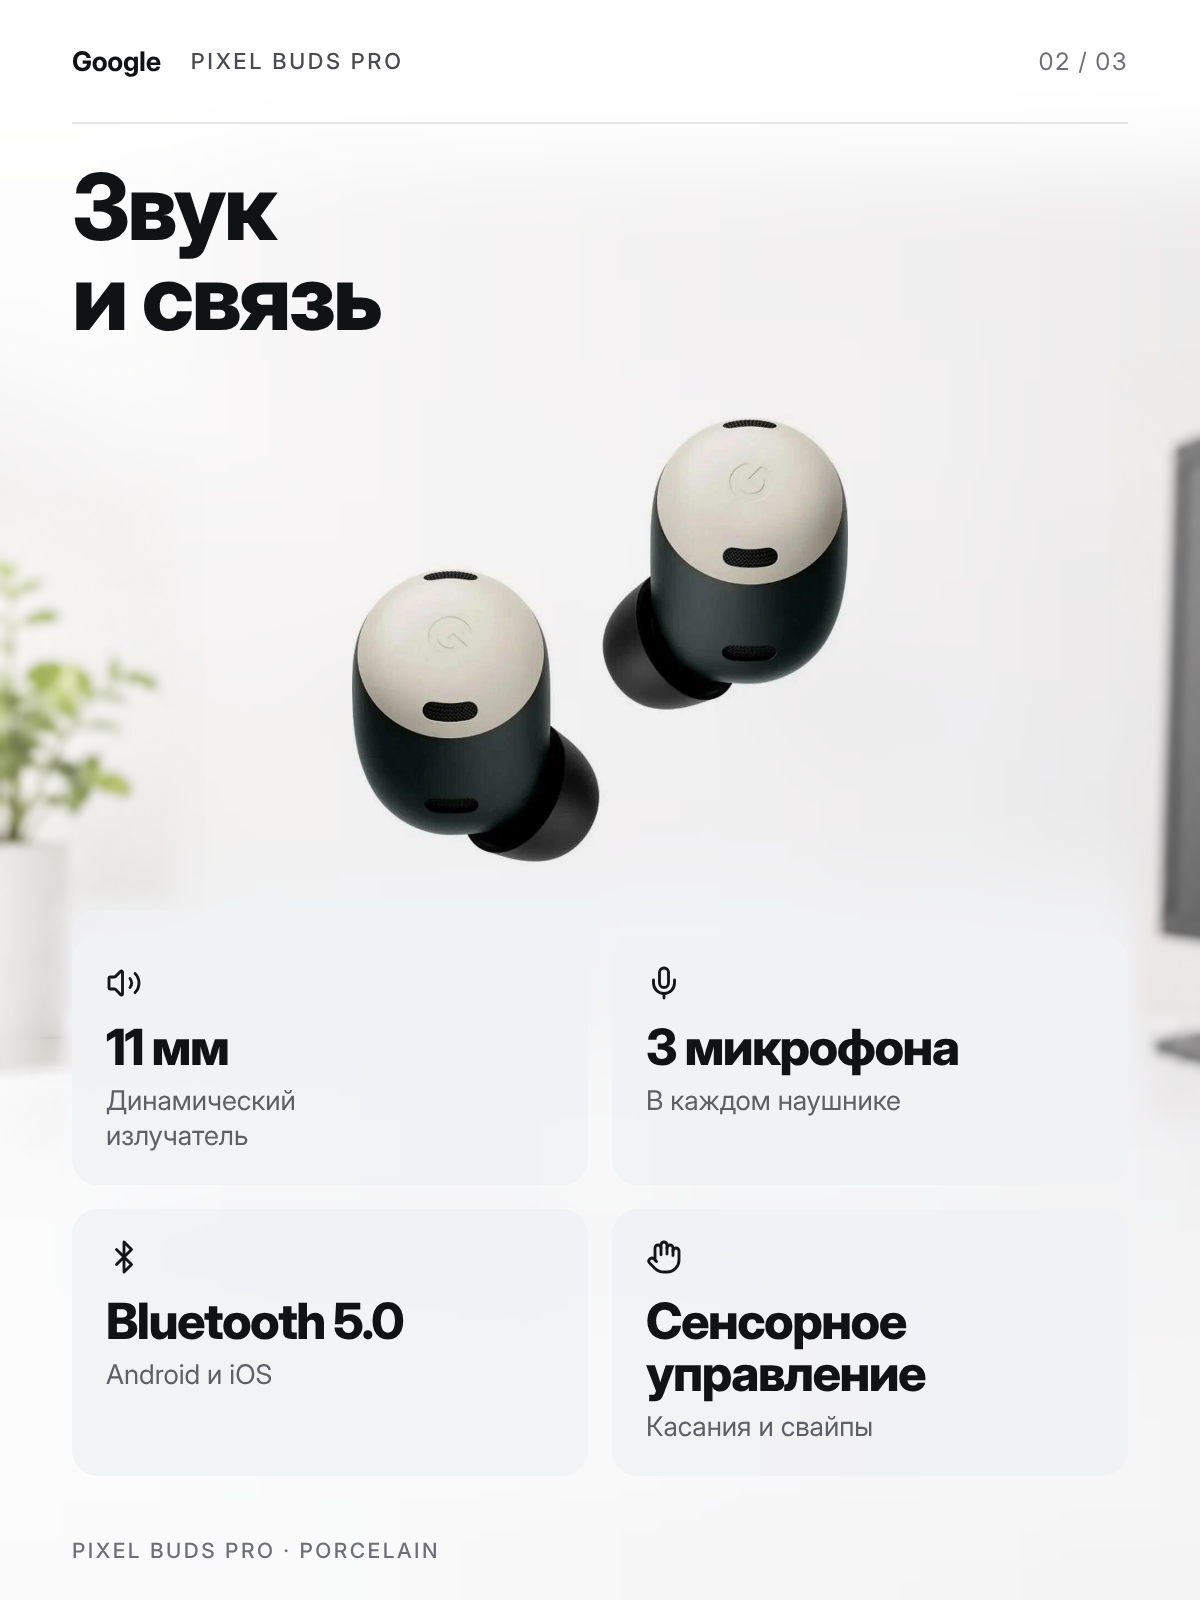 Google PIXEL BUDS PRO 02 / 03
Звук
и связь
11 мм
Динамический
излучатель
3 микрофона
В каждом наушнике
Bluetooth 5.0
Android и iOS
Сенсорное
управление
Касания и свайпы
PIXEL BUDS PRO · PORCELAIN